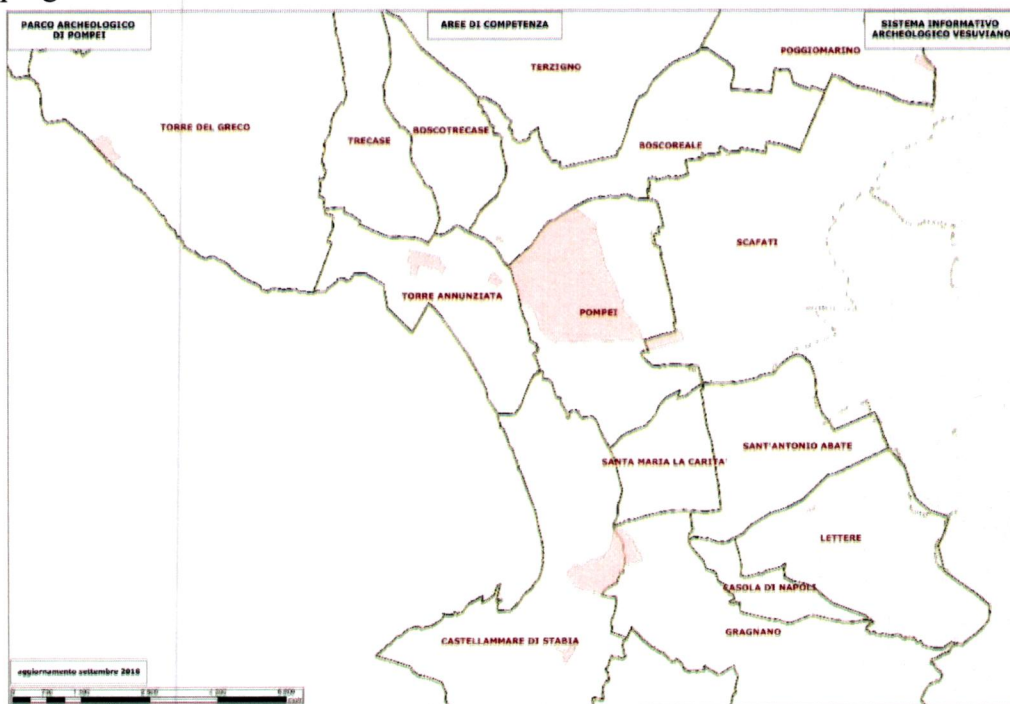 PARCO ARCHEOLOGICO
DI POMPEI
AREE DI COMPETENZA
SISTEMA INFORMATIVO
ARCHEOLOGICO VESUVIANO
POGGIOMARINO
TERZIGNO
TORRE DEL GRECO
TRECASE
BOSCOTRECASE
BOSCOREALE
SCAFATI
TORRE ANNUNZIATA
POMPEI
SANT'ANTONIO ABATE
SANTA MARIA LA CARITA'
LETTERE
CASOLA DI NAPOLI
GRAGNANO
CASTELLAMMARE DI STABIA
aggiornamento settembre 2016
0